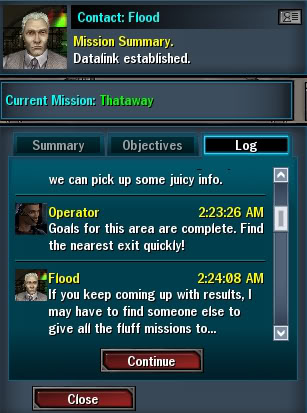 Contact: Flood
Mission Summary.
Datalink established.
Current Mission: Thataway
Summary
Objectives
Log
we can pick up some juicy info.
Operator 2:23:26 AM
Goals for this area are complete. Find
the nearest exit quickly!
Flood 2:24:08 AM
If you keep coming up with results, I
may have to find someone else to
give all the fluff missions to...
Continue
Close